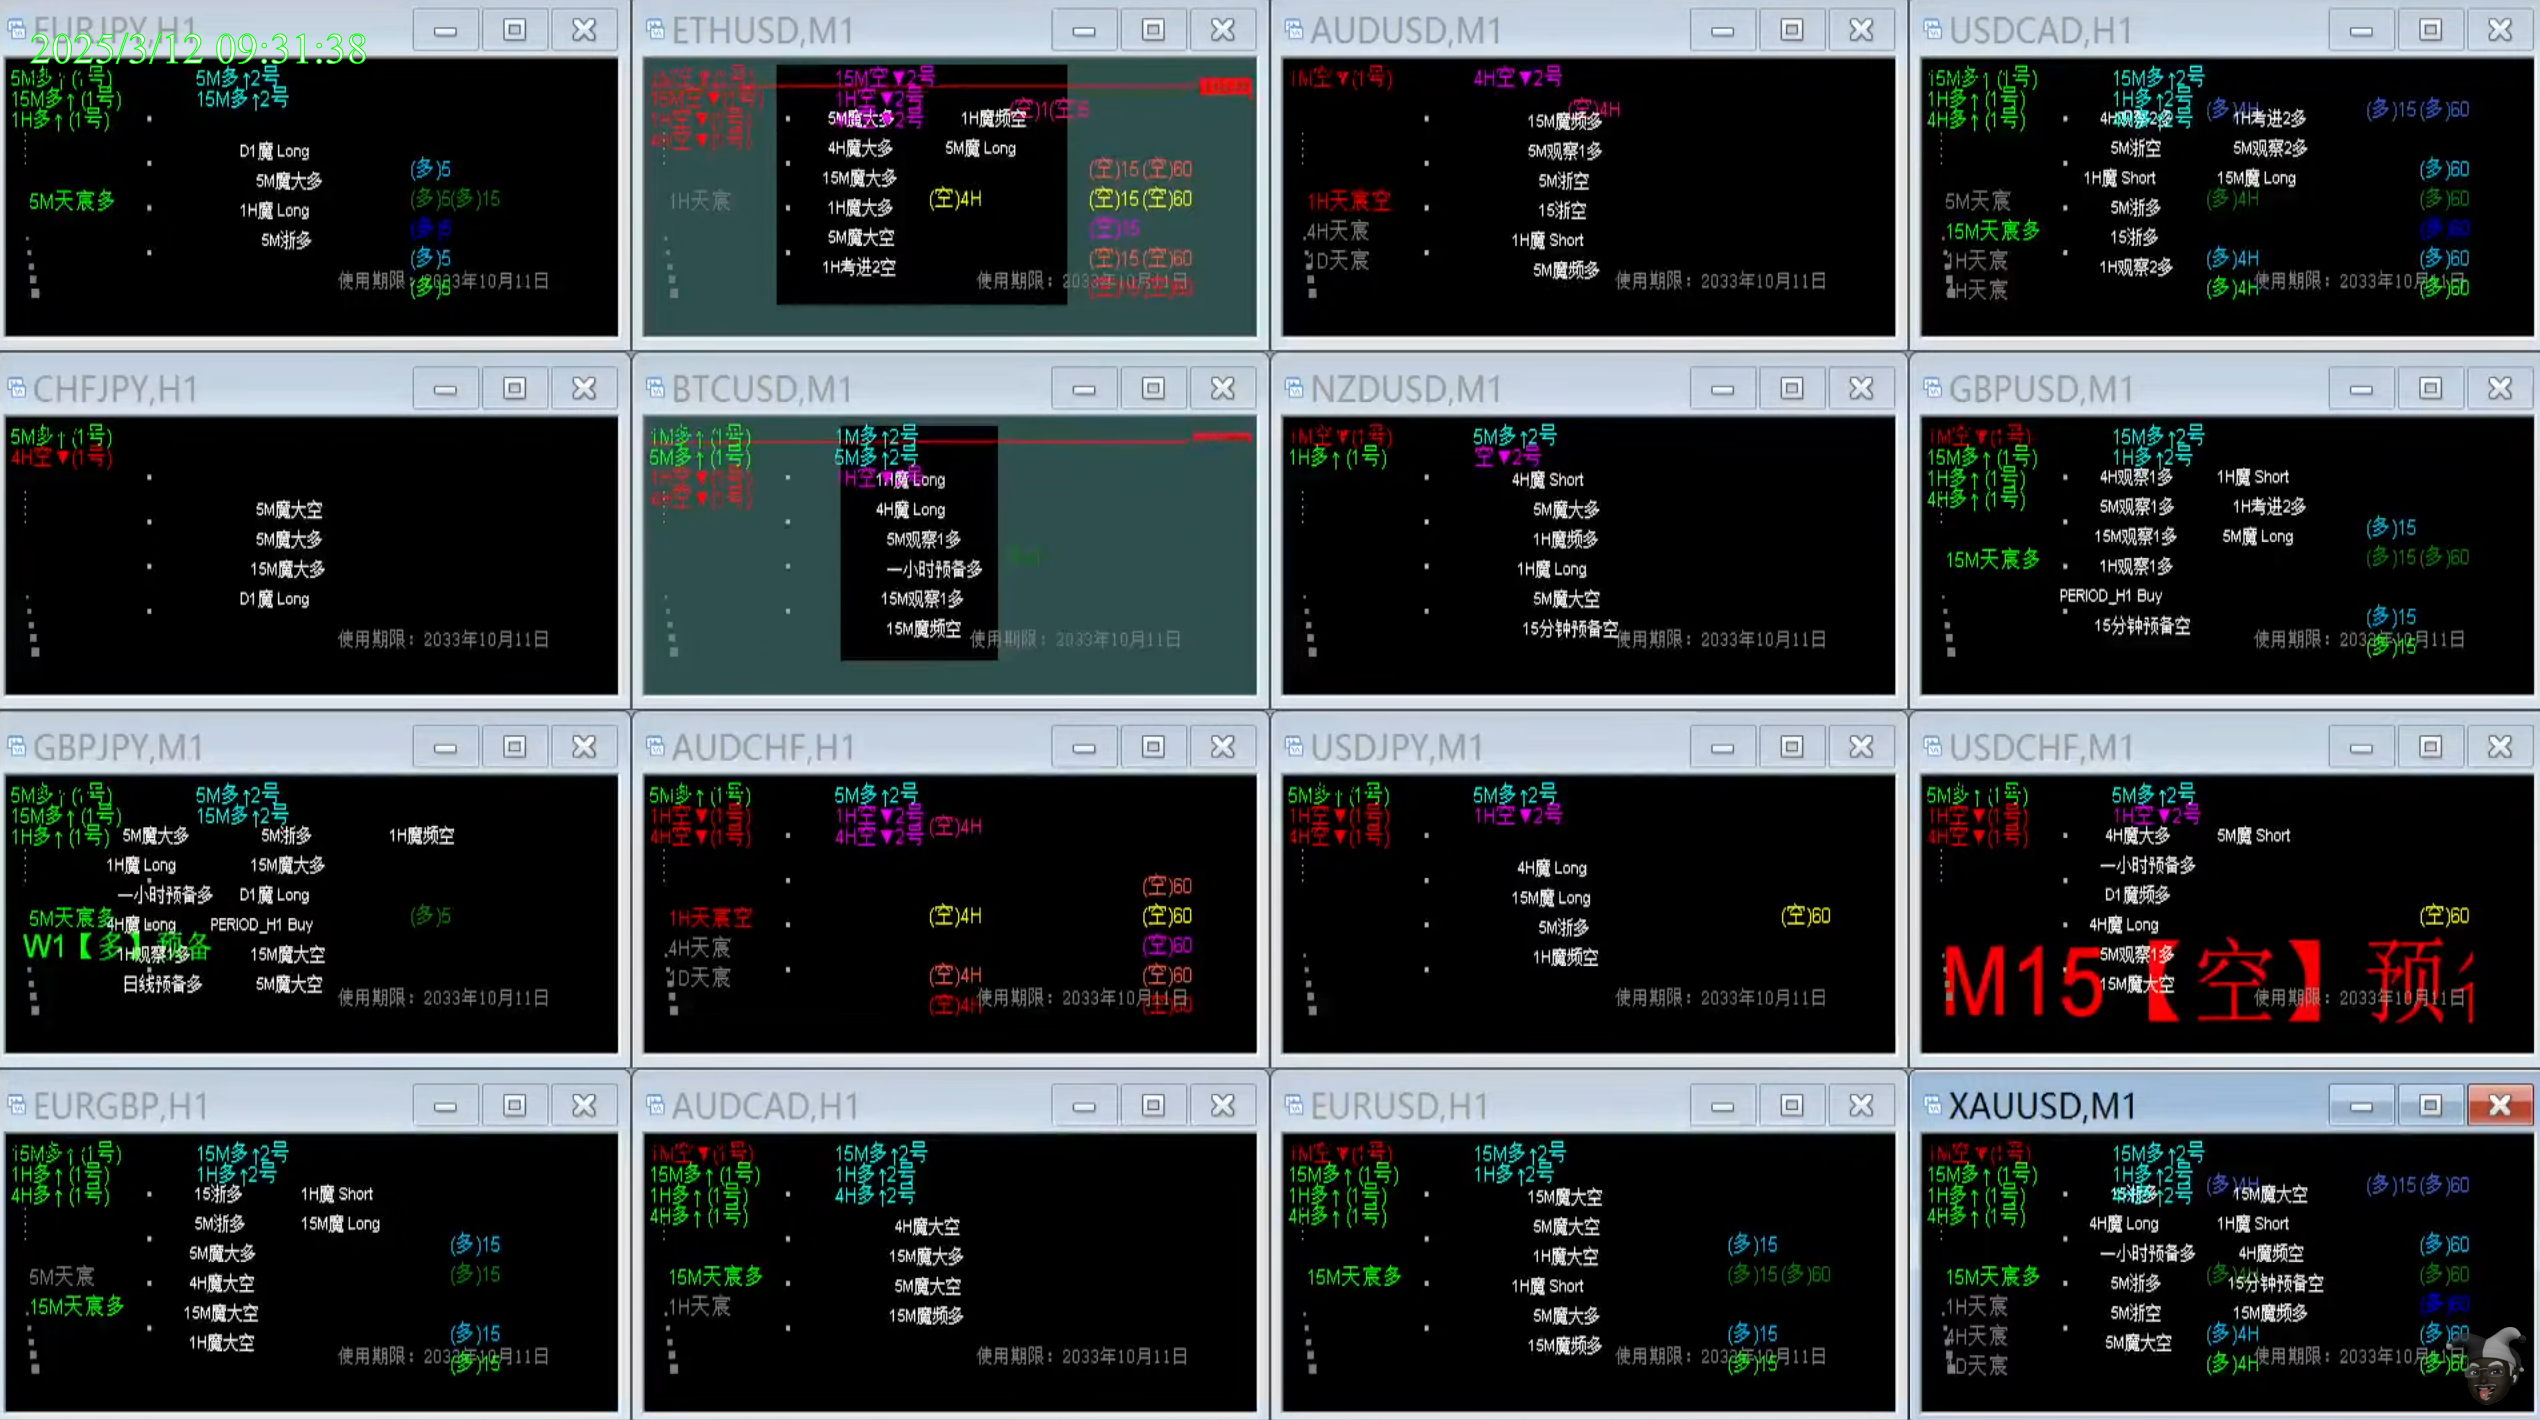 EURJPY,H1
2025/3/12 09:31:38
5M多↑(1号) 5M多↑2号
15M多↑(1号) 15M多↑2号
1H多↑(1号)
D1魔 Long
(多)5
5M魔大多
5M天宸多 (多)5(多)15
1H魔 Long
(多)5
5M浙多
(多)5
使用期限：2033年10月11日
(多)5
ETHUSD,M1
1M空▼(1号) 15M空▼2号
15M空▼(1号) 1H空▼2号
1H空▼(1号) 5M魔大多 1H魔频空
4H空▼(1号)
4H魔大多 5M魔 Long
15M魔大多 (空)15(空)60
1H天宸 1H魔大多 (空)4H (空)15(空)60
5M魔大空 (空)15
1H考进2空 (空)15(空)60
使用期限：2033年10月11日
AUDUSD,M1
1M空▼(1号) 4H空▼2号
(空)4H
15M魔频多
5M观察1多
5M浙空
1H天宸空 15浙空
4H天宸 1H魔 Short
1D天宸 5M魔频多
使用期限：2033年10月11日
USDCAD,H1
15M多↑(1号) 15M多↑2号
1H多↑(1号) 1H多↑2号 (多)4H (多)15(多)60
4H多↑(1号) 1H考进2多
5M浙空 5M观察2多
1H魔 Short 15M魔 Long (多)60
5M天宸 5M浙多 (多)4H (多)60
15M天宸多 15浙多 (多)60
1H天宸 1H观察2多 (多)4H (多)60
4H天宸 (多)4H 使用期限：2033年10月11日 (多)60
CHFJPY,H1
5M多↑(1号)
4H空▼(1号)
5M魔大空
5M魔大多
15M魔大多
D1魔 Long
使用期限：2033年10月11日
BTCUSD,M1
1M多↑(1号) 1M多↑2号
5M多↑(1号) 5M多↑2号
1H空▼(1号) 1H魔 Long
4H空▼(1号)
4H魔 Long
5M观察1多
一小时预备多
15M观察1多
15M魔频空
使用期限：2033年10月11日
NZDUSD,M1
1M空▼(1号) 5M多↑2号
1H多↑(1号) 空▼2号
4H魔 Short
5M魔大多
1H魔频多
1H魔 Long
5M魔大空
15分钟预备空
使用期限：2033年10月11日
GBPUSD,M1
1M空▼(1号) 15M多↑2号
15M多↑(1号) 1H多↑2号
1H多↑(1号) 4H观察1多 1H魔 Short
4H多↑(1号) 5M观察1多 1H考进2多
15M观察1多 5M魔 Long (多)15
15M天宸多 1H观察1多 (多)15(多)60
PERIOD_H1 Buy
15分钟预备空 (多)15
使用期限：2033年10月11日
(多)15
GBPJPY,M1
5M多↑(1号) 5M多↑2号
15M多↑(1号) 15M多↑2号
1H多↑(1号) 5M魔大多 5M浙多 1H魔频空
1H魔 Long 15M魔大多
一小时预备多 D1魔 Long
5M天宸多 4H魔 Long PERIOD_H1 Buy (多)5
W1【多】预备
1H观察1多 15M魔大空
日线预备多 5M魔大空
使用期限：2033年10月11日
AUDCHF,H1
5M多↑(1号) 5M多↑2号
1H空▼(1号) 1H空▼2号
4H空▼(1号) 4H空▼2号 (空)4H
(空)60
1H天宸空 (空)4H (空)60
4H天宸 (空)60
1D天宸 (空)4H (空)60
(空)4H 使用期限：2033年10月11日 (空)60
USDJPY,M1
5M多↑(1号) 5M多↑2号
1H空▼(1号) 1H空▼2号
4H空▼(1号)
4H魔 Long
15M魔 Long
5M浙多 (空)60
1H魔频空
使用期限：2033年10月11日
USDCHF,M1
5M多↑(1号) 5M多↑2号
1H空▼(1号) 1H空▼2号
4H空▼(1号) 4H魔大多 5M魔 Short
一小时预备多
D1魔频多
4H魔 Long (空)60
5M观察1多
M15【空】预
15M魔大空
使用期限：2033年10月11日
EURGBP,H1
15M多↑(1号) 15M多↑2号
1H多↑(1号) 1H多↑2号
4H多↑(1号) 15浙多 1H魔 Short
5M浙多 15M魔 Long
5M魔大多 (多)15
5M天宸 4H魔大空 (多)15
15M天宸多 15M魔大空
1H魔大空 (多)15
使用期限：2033年10月11日
(多)15
AUDCAD,H1
1M空▼(1号) 15M多↑2号
15M多↑(1号) 1H多↑2号
1H多↑(1号) 4H多↑2号
4H多↑(1号)
4H魔大空
15M魔大多
15M天宸多 5M魔大空
1H天宸 15M魔频多
使用期限：2033年10月11日
EURUSD,H1
1M空▼(1号) 15M多↑2号
15M多↑(1号) 1H多↑2号
1H多↑(1号) 15M魔大空
4H多↑(1号) 5M魔大空
1H魔大空 (多)15
15M天宸多 1H魔 Short (多)15(多)60
5M魔大多
15M魔频多 (多)15
使用期限：2033年10月11日
(多)15
XAUUSD,M1
1M空▼(1号) 15M多↑2号
15M多↑(1号) 1H多↑2号 (多)4H (多)15(多)60
1H多↑(1号) 15浙多 15M魔大空
4H多↑(1号) 4H魔 Long 1H魔 Short
一小时预备多 4H魔频空 (多)60
15M天宸多 5M浙多 (多)4H 15分钟预备空 (多)60
1H天宸 5M浙空 15M魔频多 (多)60
4H天宸 5M魔大空 (多)4H (多)60
1D天宸 (多)4H 使用期限：2033年10月11日 (多)60